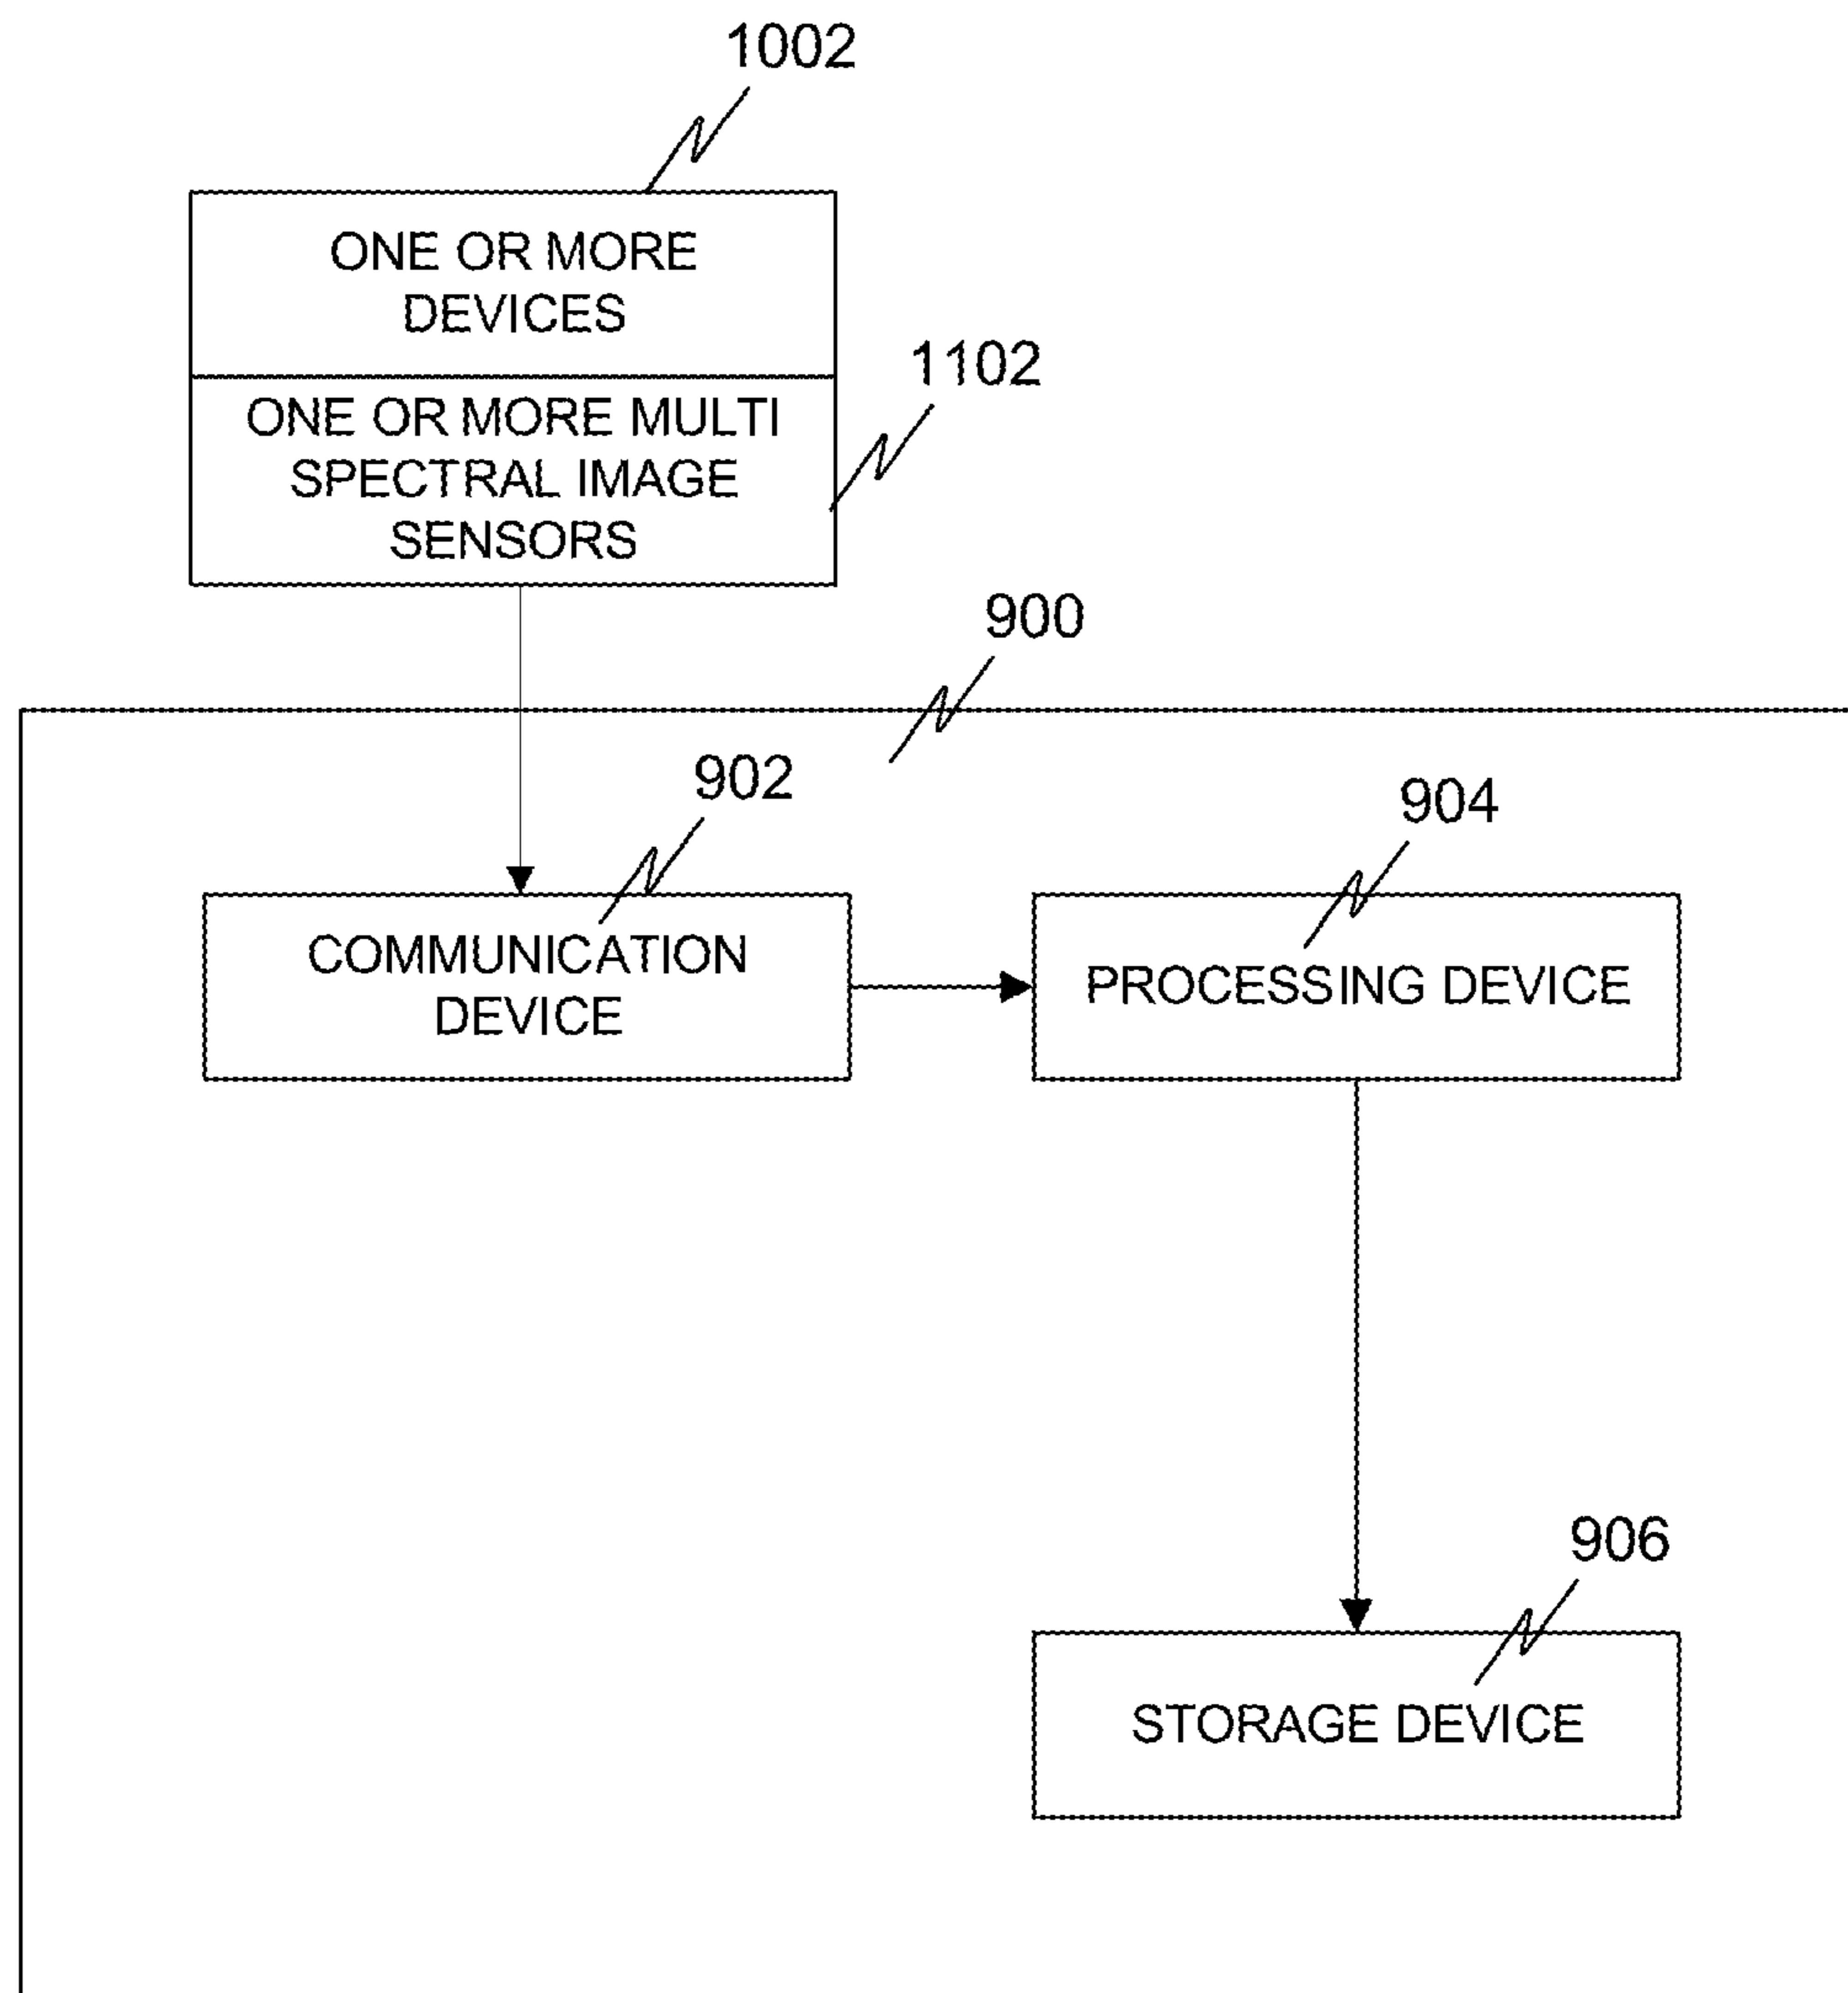 1002
ONE OR MORE
DEVICES
1102
ONE OR MORE MULTI
SPECTRAL IMAGE
SENSORS
900
902
904
COMMUNICATION
DEVICE
PROCESSING DEVICE
906
STORAGE DEVICE